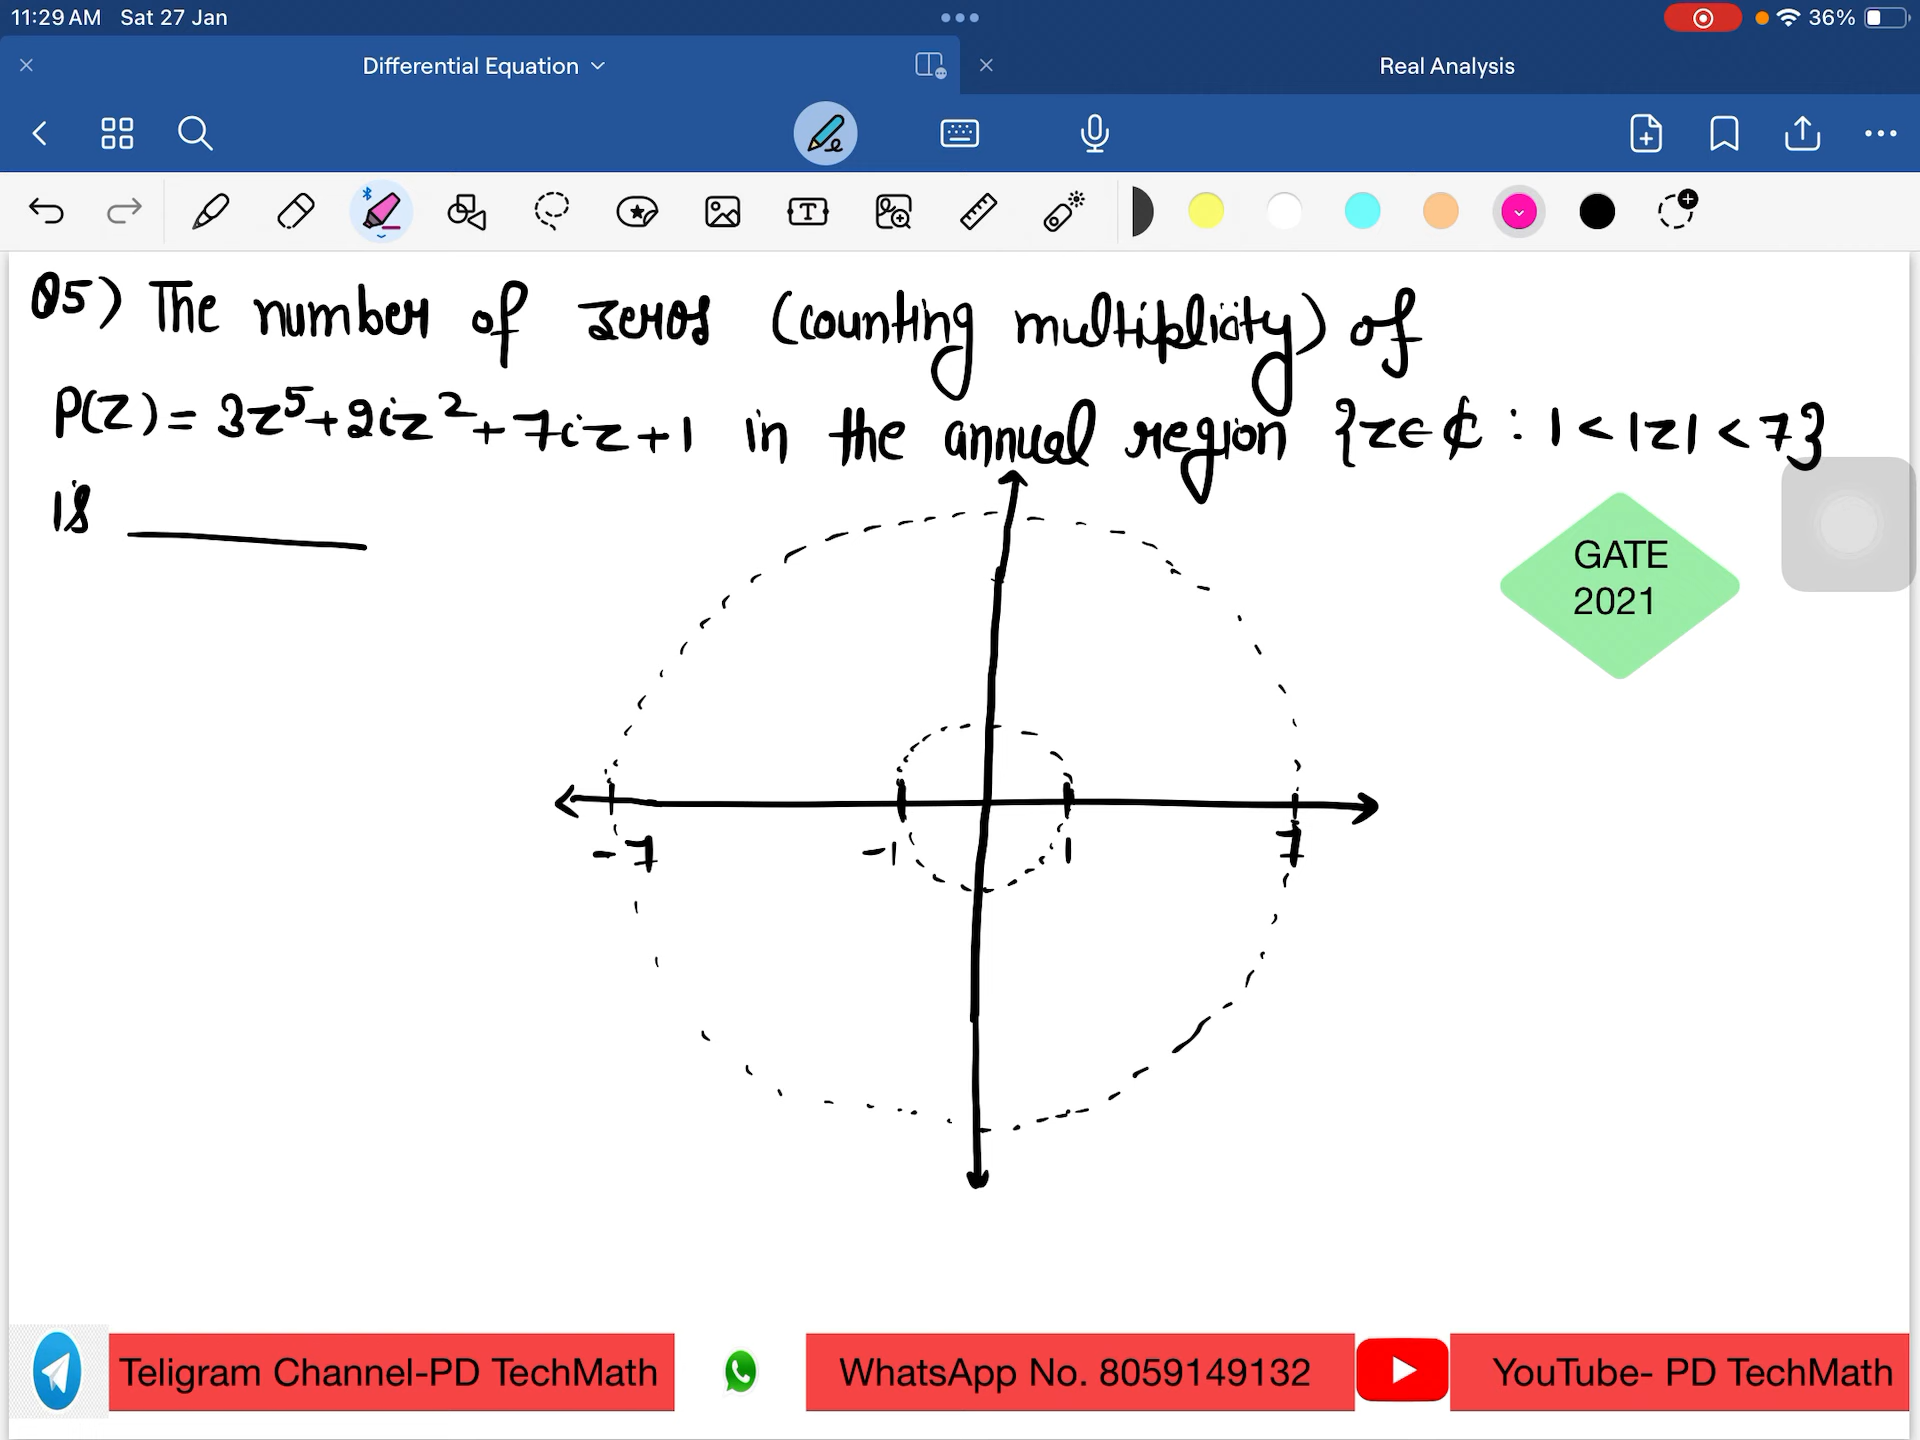 11:29 AM Sat 27 Jan
36%
Differential Equation
Real Analysis
Q5) The number of zeros (counting multiplicity) of
P(z) = 3z⁵ + 2iz² + 7iz + 1 in the annual region {z ∈ ₵ : 1 < |z| < 7}
is ______
GATE
2021
-7 -1 1 7
Teligram Channel-PD TechMath
WhatsApp No. 8059149132
YouTube- PD TechMath